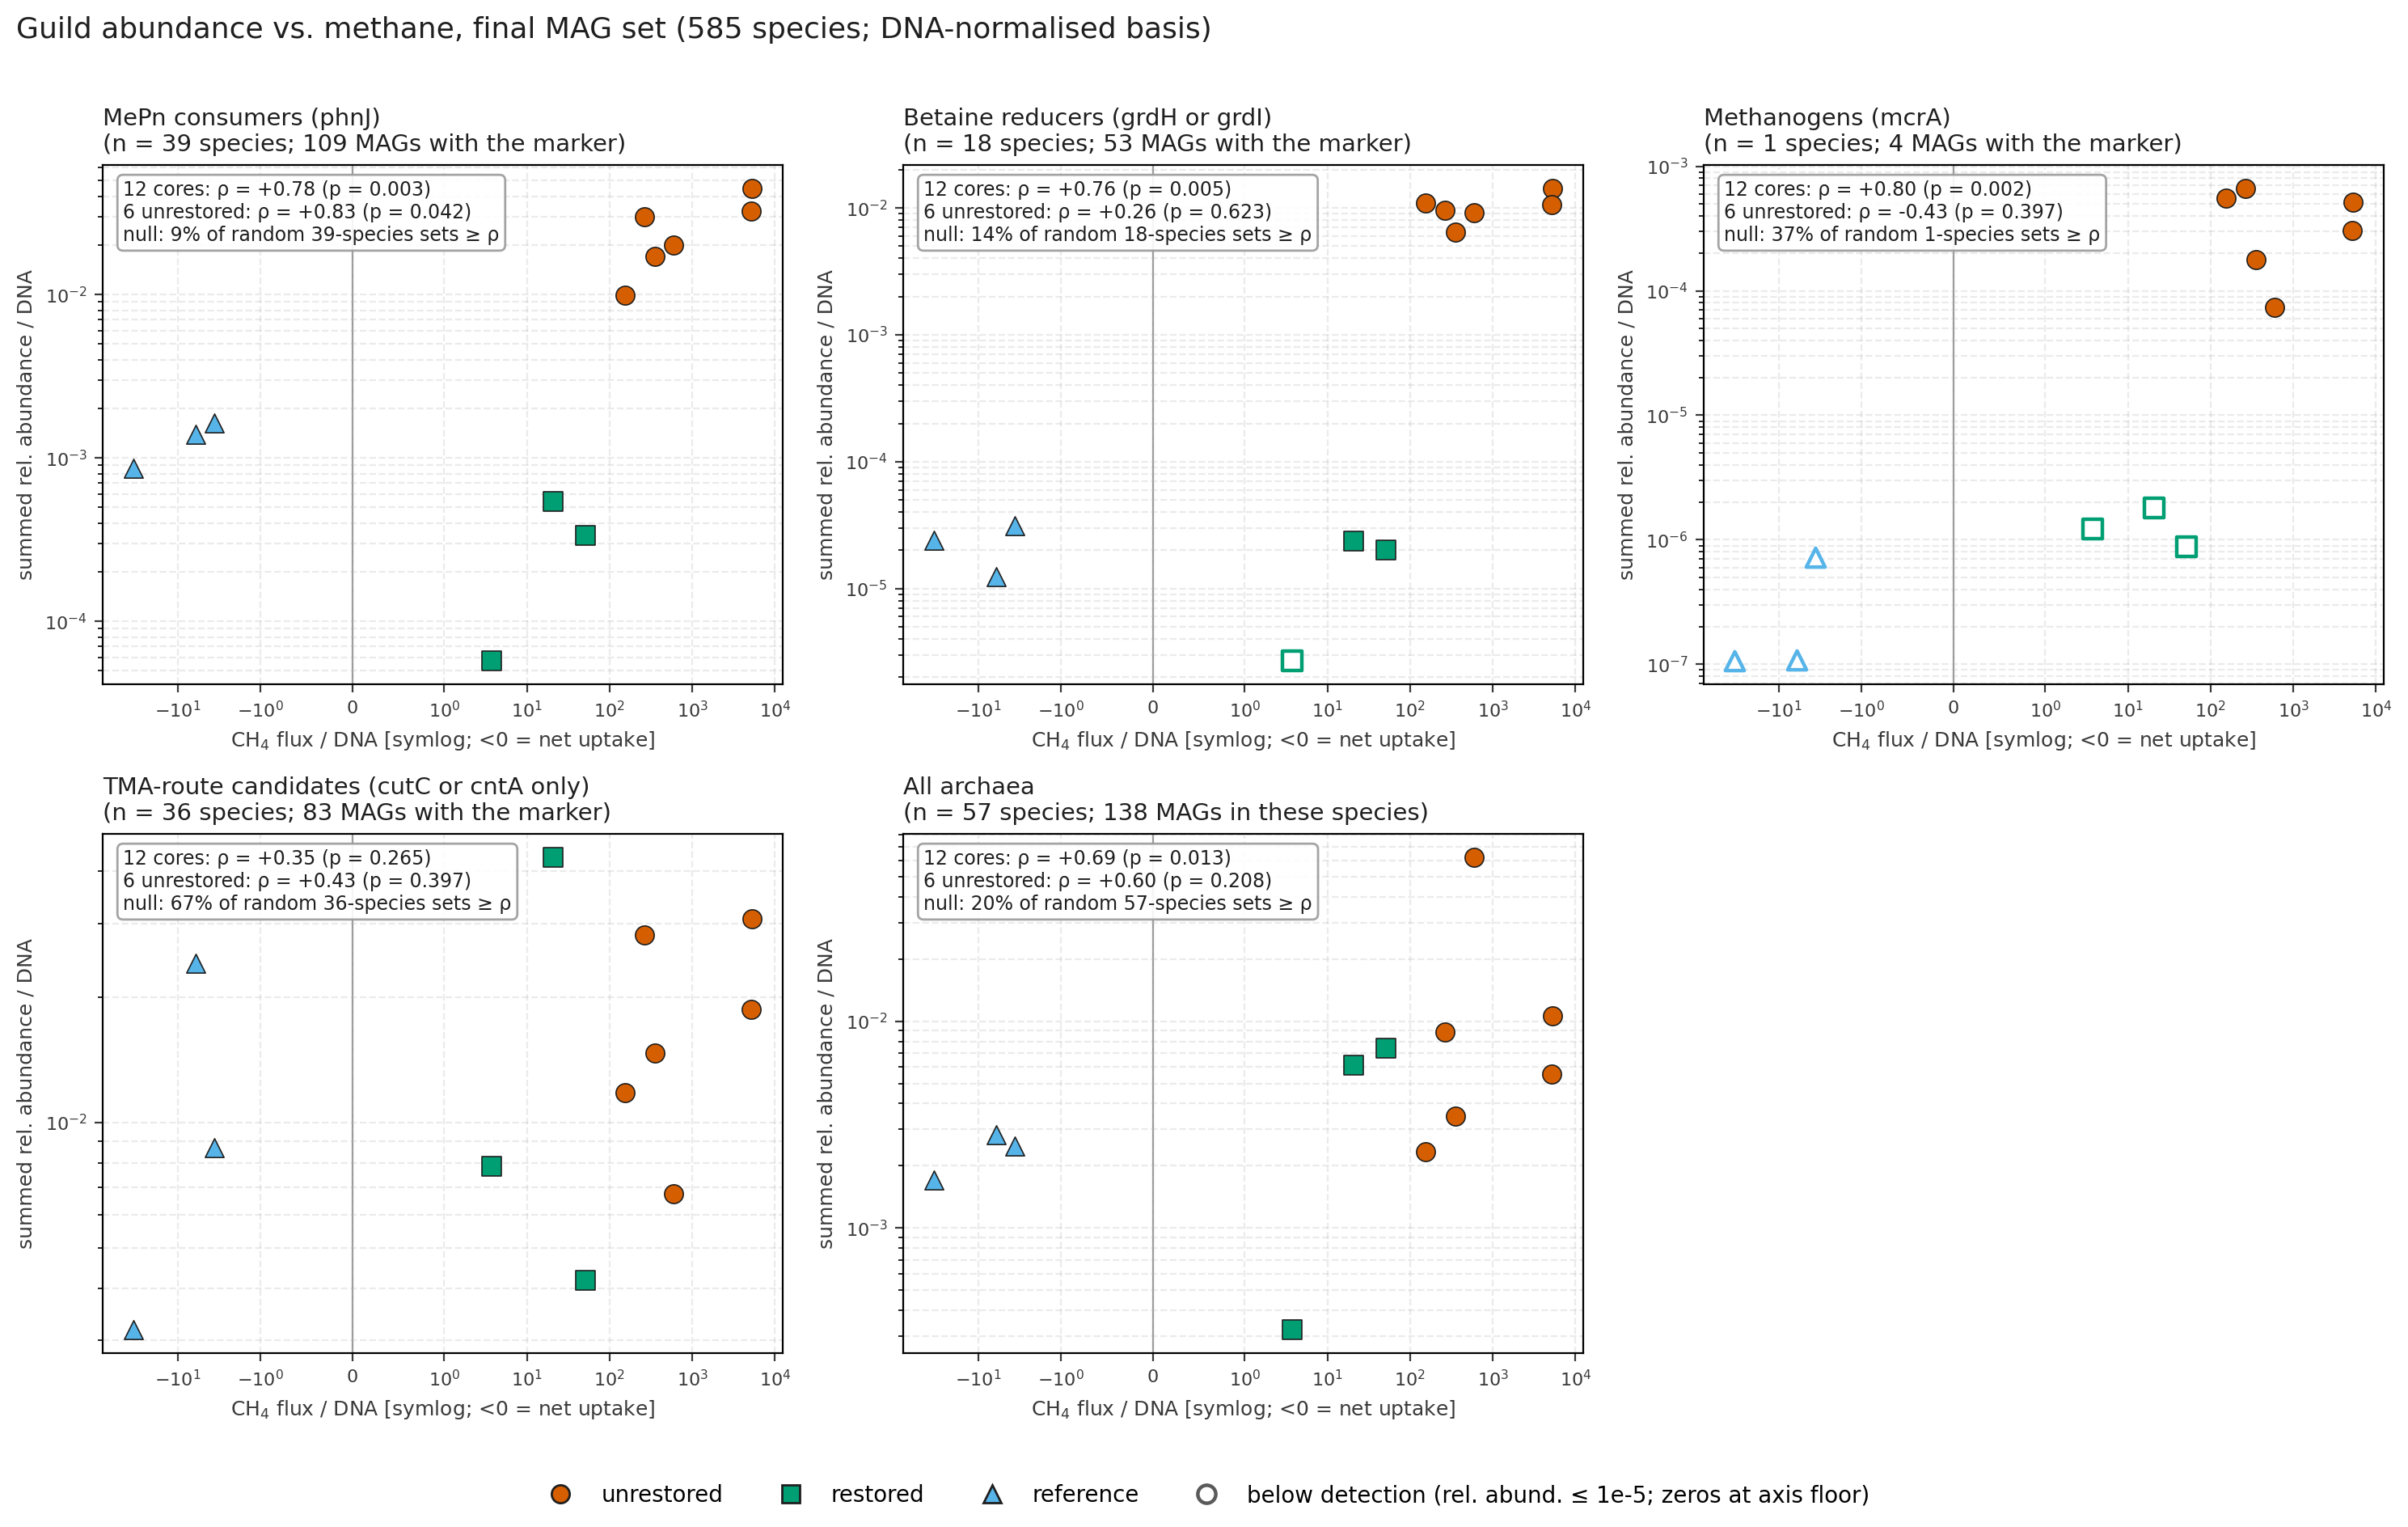 Guild abundance vs. methane, final MAG set (585 species; DNA-normalised basis)
MePn consumers (phnJ)
(n = 39 species; 109 MAGs with the marker)
12 cores: ρ = +0.78 (p = 0.003)
6 unrestored: ρ = +0.83 (p = 0.042)
null: 9% of random 39-species sets ≥ ρ
summed rel. abundance / DNA
10⁻²
10⁻³
10⁻⁴
−10¹ −10⁰ 0 10⁰ 10¹ 10² 10³ 10⁴
CH₄ flux / DNA [symlog; <0 = net uptake]
Betaine reducers (grdH or grdI)
(n = 18 species; 53 MAGs with the marker)
12 cores: ρ = +0.76 (p = 0.005)
6 unrestored: ρ = +0.26 (p = 0.623)
null: 14% of random 18-species sets ≥ ρ
summed rel. abundance / DNA
10⁻²
10⁻³
10⁻⁴
10⁻⁵
−10¹ −10⁰ 0 10⁰ 10¹ 10² 10³ 10⁴
CH₄ flux / DNA [symlog; <0 = net uptake]
Methanogens (mcrA)
(n = 1 species; 4 MAGs with the marker)
12 cores: ρ = +0.80 (p = 0.002)
6 unrestored: ρ = -0.43 (p = 0.397)
null: 37% of random 1-species sets ≥ ρ
summed rel. abundance / DNA
10⁻³
10⁻⁴
10⁻⁵
10⁻⁶
10⁻⁷
−10¹ −10⁰ 0 10⁰ 10¹ 10² 10³ 10⁴
CH₄ flux / DNA [symlog; <0 = net uptake]
TMA-route candidates (cutC or cntA only)
(n = 36 species; 83 MAGs with the marker)
12 cores: ρ = +0.35 (p = 0.265)
6 unrestored: ρ = +0.43 (p = 0.397)
null: 67% of random 36-species sets ≥ ρ
summed rel. abundance / DNA
10⁻²
−10¹ −10⁰ 0 10⁰ 10¹ 10² 10³ 10⁴
CH₄ flux / DNA [symlog; <0 = net uptake]
All archaea
(n = 57 species; 138 MAGs in these species)
12 cores: ρ = +0.69 (p = 0.013)
6 unrestored: ρ = +0.60 (p = 0.208)
null: 20% of random 57-species sets ≥ ρ
summed rel. abundance / DNA
10⁻²
10⁻³
−10¹ −10⁰ 0 10⁰ 10¹ 10² 10³ 10⁴
CH₄ flux / DNA [symlog; <0 = net uptake]
unrestored restored reference below detection (rel. abund. ≤ 1e-5; zeros at axis floor)